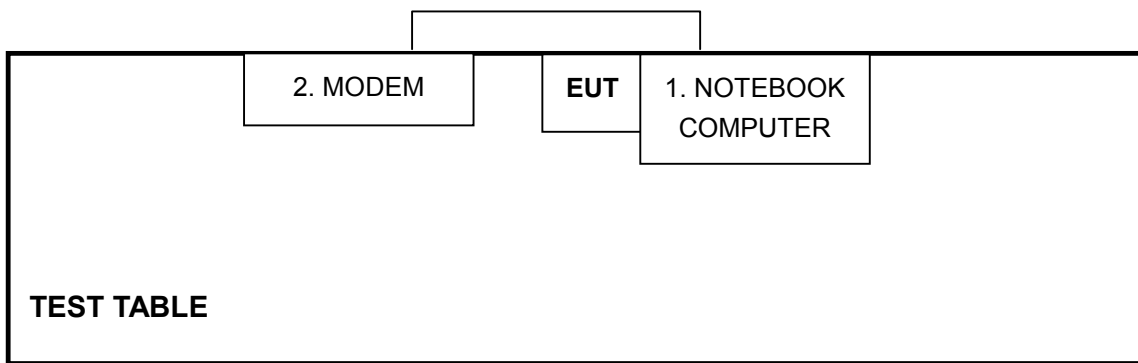 2. MODEM
EUT
1. NOTEBOOK
COMPUTER
TEST TABLE